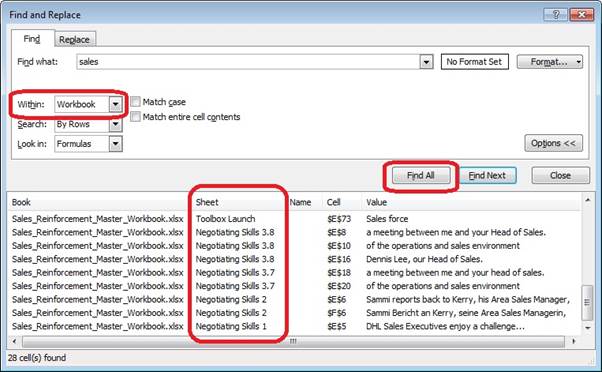 Find and Replace
Find Replace
Find what: sales No Format Set Format...
Within: Workbook Match case
Match entire cell contents
Search: By Rows
Look in: Formulas Options <<
Find All Find Next Close
Book Sheet Name Cell Value
Sales_Reinforcement_Master_Workbook.xlsx Toolbox Launch $E$73 Sales force
Sales_Reinforcement_Master_Workbook.xlsx Negotiating Skills 3.8 $E$8 a meeting between me and your Head of Sales.
Sales_Reinforcement_Master_Workbook.xlsx Negotiating Skills 3.8 $E$10 of the operations and sales environment
Sales_Reinforcement_Master_Workbook.xlsx Negotiating Skills 3.8 $E$16 Dennis Lee, our Head of Sales.
Sales_Reinforcement_Master_Workbook.xlsx Negotiating Skills 3.7 $E$18 a meeting between me and your head of sales.
Sales_Reinforcement_Master_Workbook.xlsx Negotiating Skills 3.7 $E$20 of the operations and sales environment
Sales_Reinforcement_Master_Workbook.xlsx Negotiating Skills 2 $E$6 Sammi reports back to Kerry, his Area Sales Manager,
Sales_Reinforcement_Master_Workbook.xlsx Negotiating Skills 2 $F$6 Sammi Bericht an Kerry, seine Area Sales Managerin,
Sales_Reinforcement_Master_Workbook.xlsx Negotiating Skills 1 $E$5 DHL Sales Executives enjoy a challenge...
28 cell(s) found